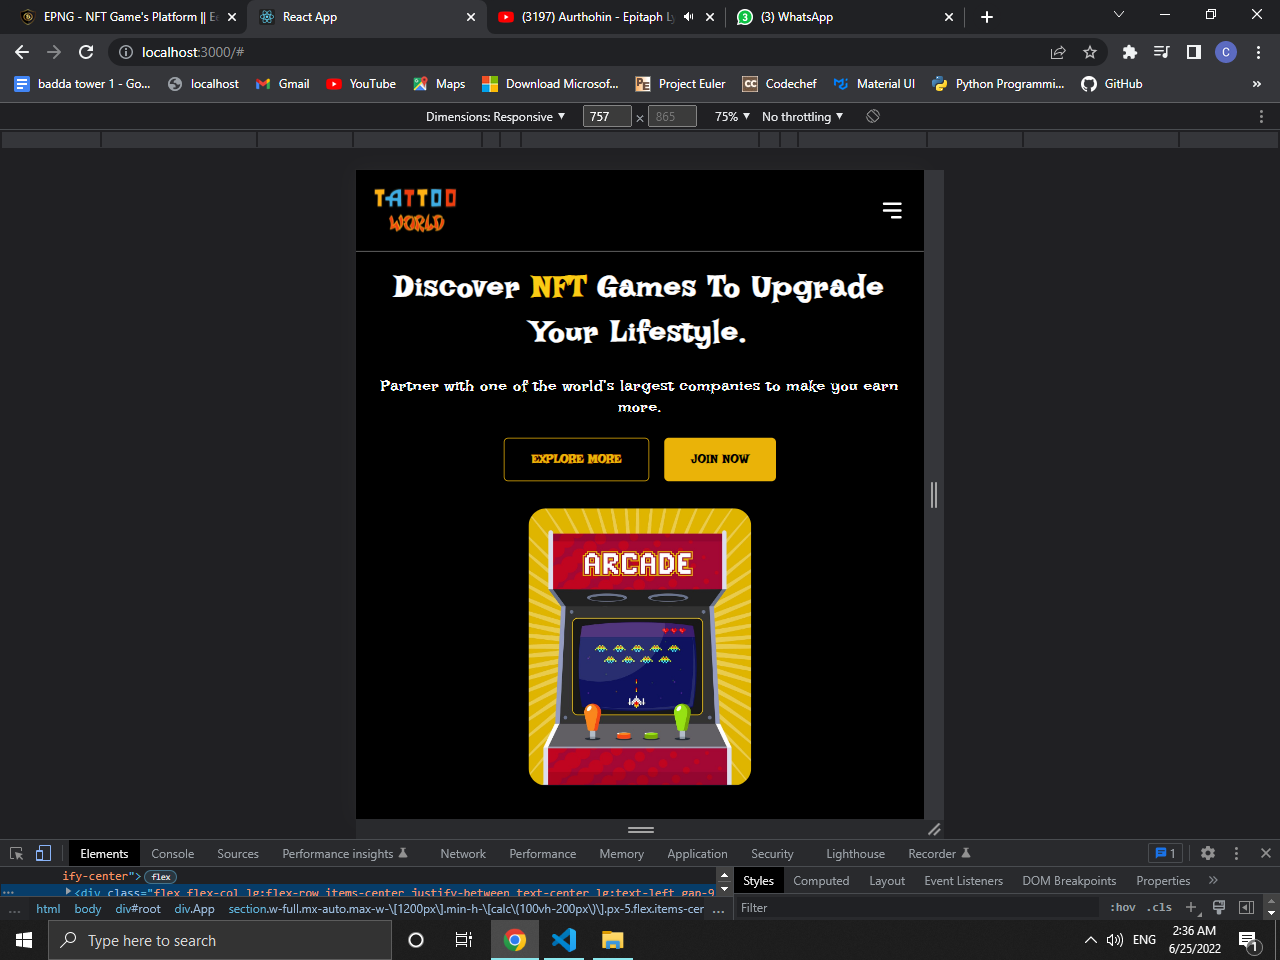 EPNG - NFT Game's Platform || E
React App
(3197) Aurthohin - Epitaph Ly
(3) WhatsApp
localhost:3000/#
C
badda tower 1 - Go...
localhost
Gmail
YouTube
Maps
Download Microsof...
Project Euler
Codechef
Material UI
Python Programmi...
GitHub
»
Dimensions: Responsive
757
×
865
75%
No throttling
TATTOO
WORLD
Discover NFT Games To Upgrade
Your Lifestyle.
Partner with one of the world's largest companies to make you earn
more.
EXPLORE MORE
JOIN NOW
ARCADE
Elements
Console
Sources
Performance insights
Network
Performance
Memory
Application
Security
Lighthouse
Recorder
1
ify-center"> flex
<div class="flex flex-col lg:flex-row items-center justify-between text-center lg:text-left gap-9
... html body div#root div.App section.w-full.mx-auto.max-w-\[1200px\].min-h-\[calc\(100vh-200px\)\].px-5.flex.items-cer ...
Styles
Computed
Layout
Event Listeners
DOM Breakpoints
Properties
»
Filter
:hov
.cls
Type here to search
ENG
2:36 AM
6/25/2022
1